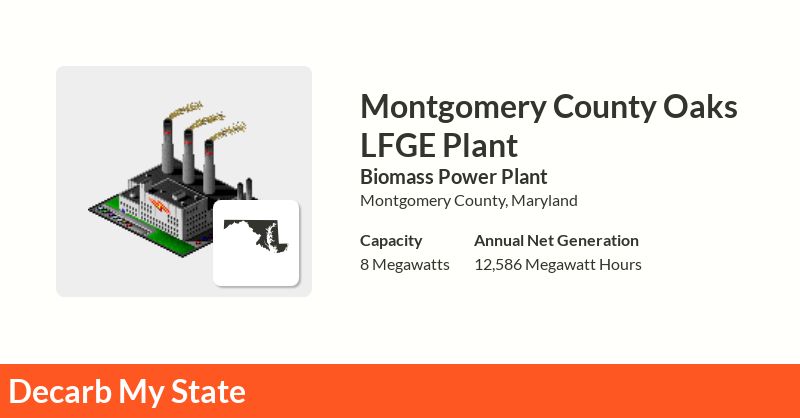 Montgomery County Oaks
LFGE Plant
Biomass Power Plant
Montgomery County, Maryland
Capacity
8 Megawatts
Annual Net Generation
12,586 Megawatt Hours
Decarb My State